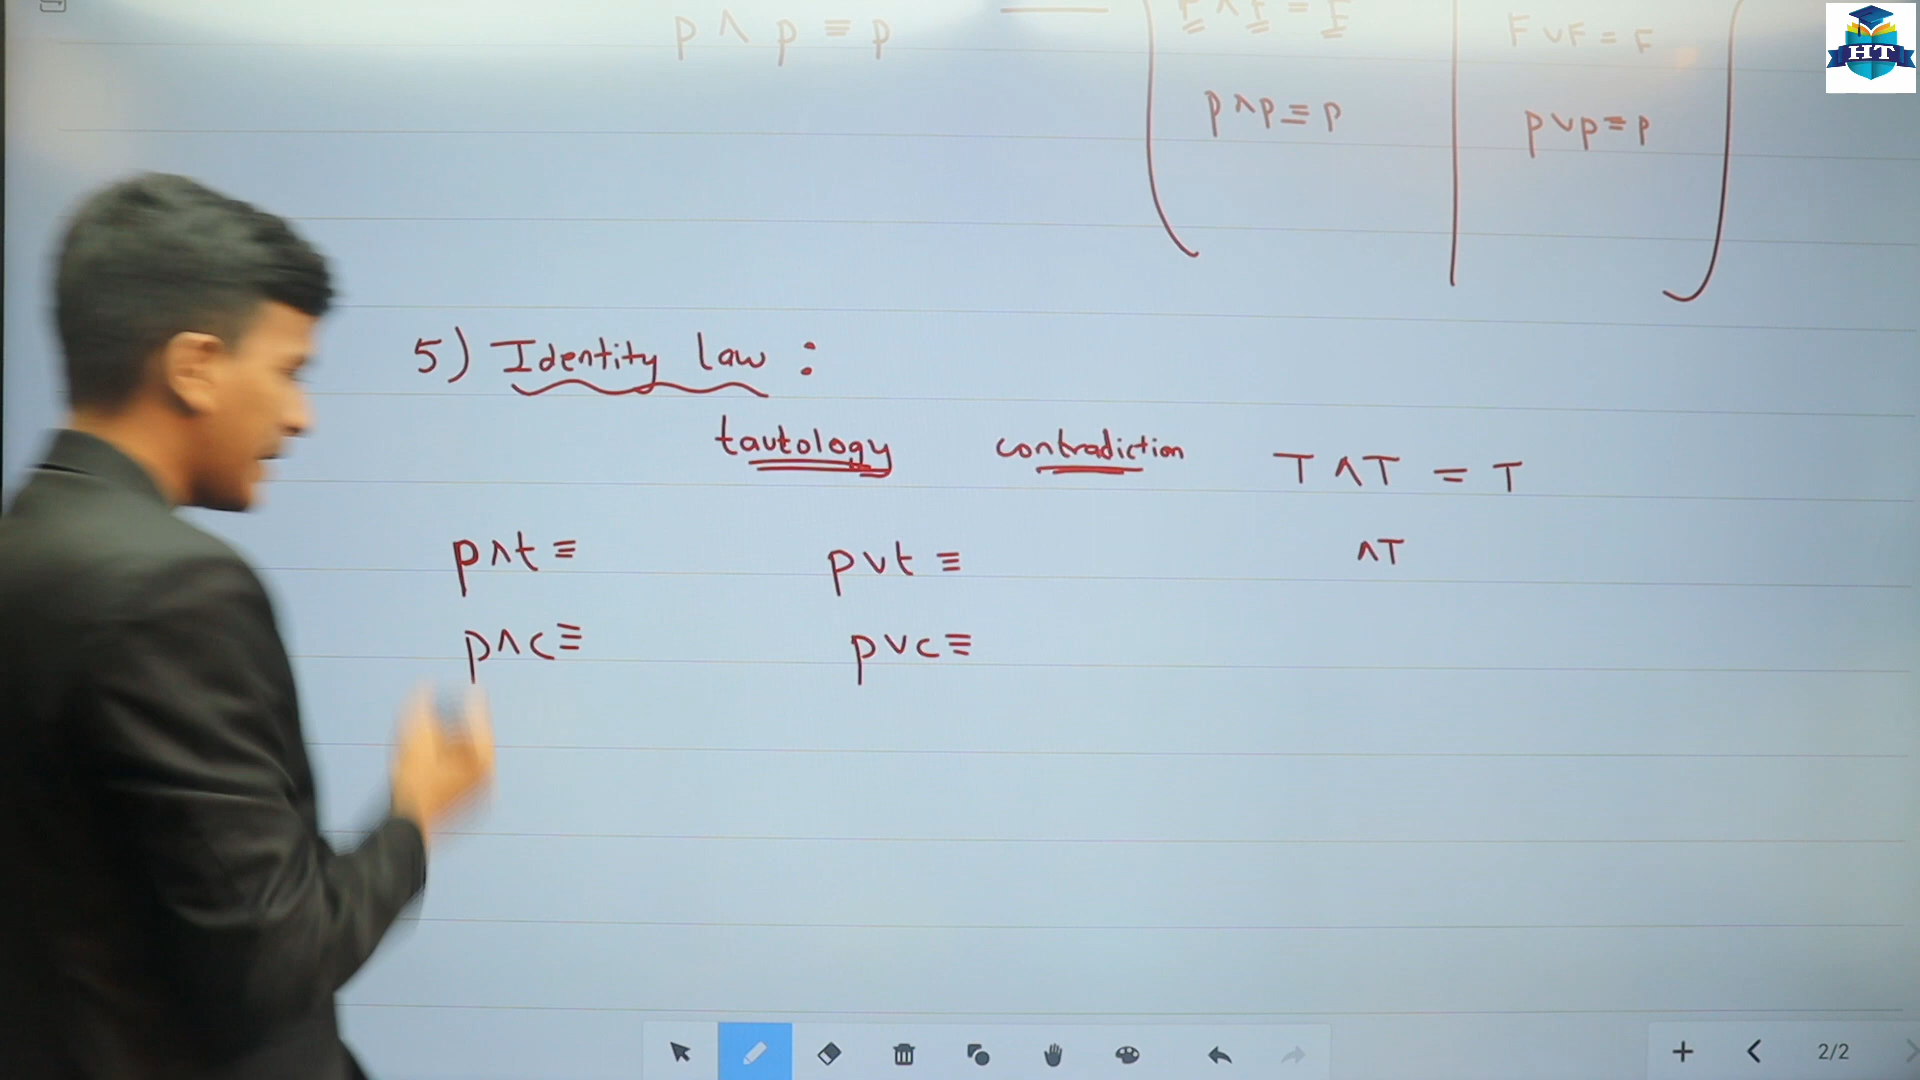 p ∧ p ≡ p
F ∧ F = F
F ∨ F = F
p ∧ p ≡ p
p ∨ p ≡ p
HT
5) Identity law :
tautology contradiction T ∧ T = T
p ∧ t ≡ p ∨ t ≡ ∧ T
p ∧ c ≡ p ∨ c ≡
2/2